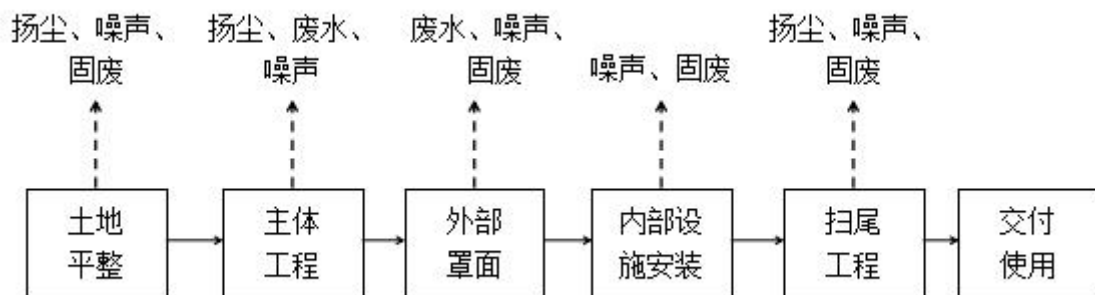 扬尘、噪声、
固废
扬尘、废水、
噪声
废水、噪声、
固废
噪声、固废
扬尘、噪声、
固废
土地
平整
主体
工程
外部
罩面
内部设
施安装
扫尾
工程
交付
使用